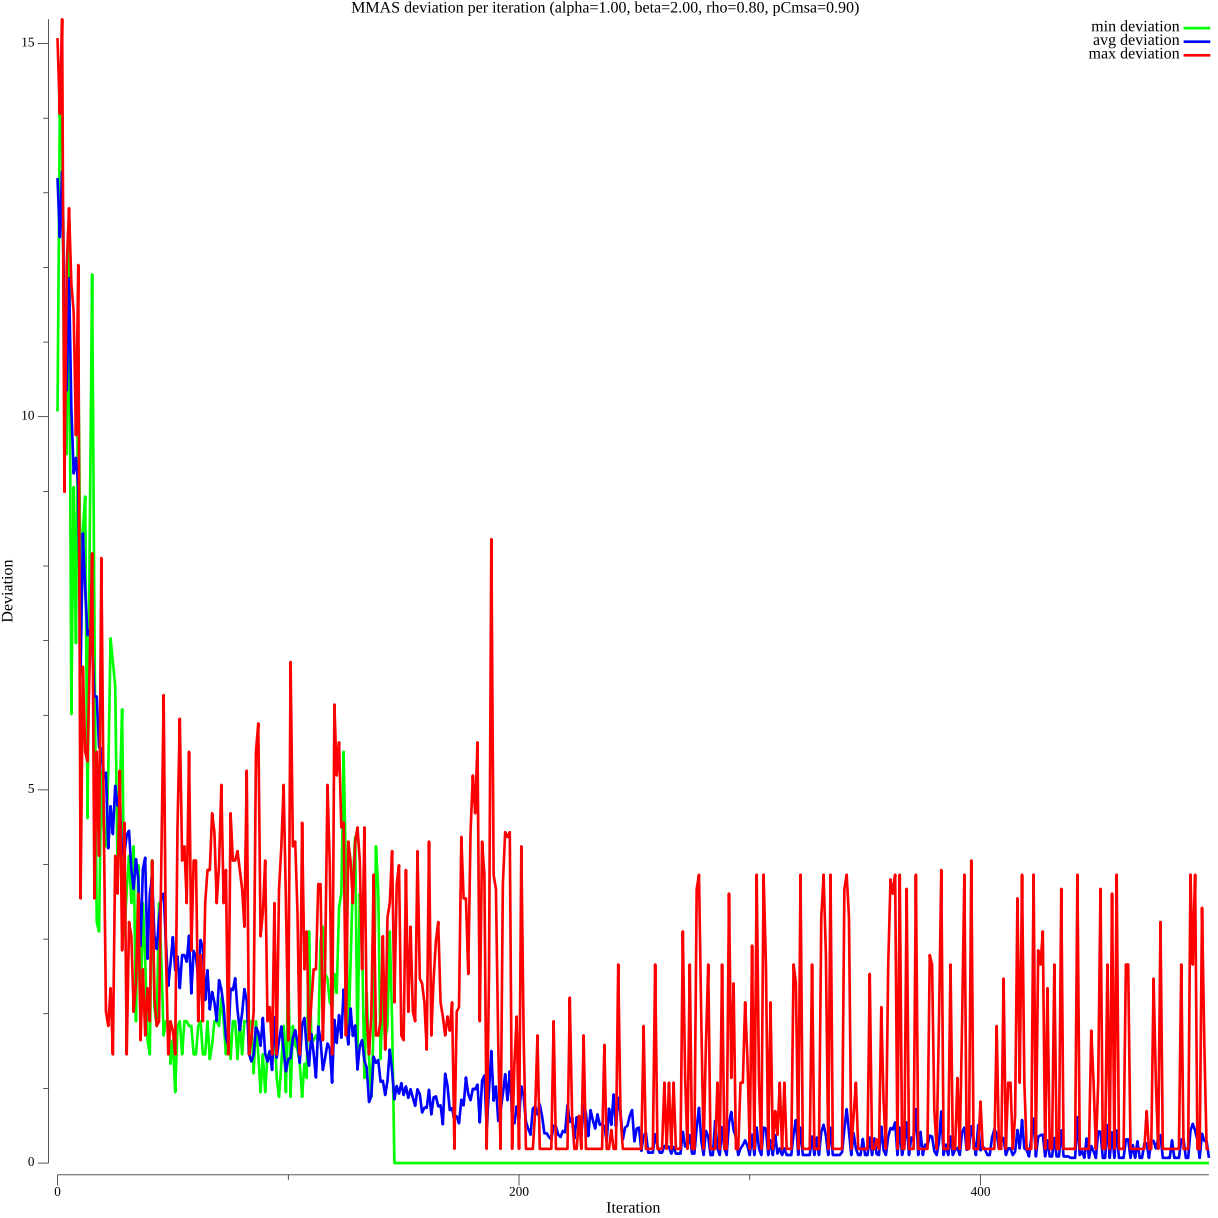 MMAS deviation per iteration (alpha=1.00, beta=2.00, rho=0.80, pCmsa=0.90)
min deviation
avg deviation
max deviation
15
10
5
0
Deviation
0
200
400
Iteration